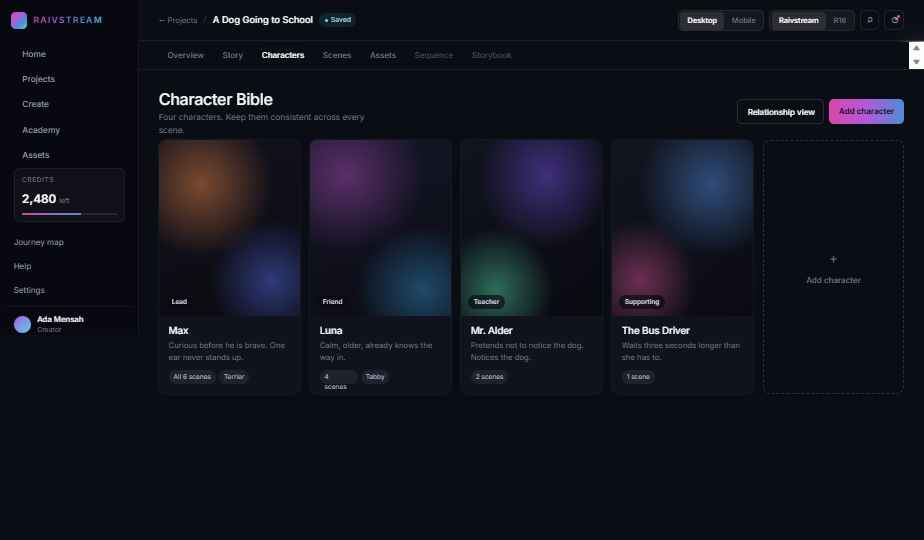 RAIVSTREAM
← Projects / A Dog Going to School Saved
Desktop Mobile Raivstream R16
Home
Projects
Create
Academy
Assets
CREDITS
2,480 left
Journey map
Help
Settings
Ada Mensah
Creator
Overview Story Characters Scenes Assets Sequence Storybook
Character Bible
Four characters. Keep them consistent across every
scene.
Relationship view Add character
Lead
Max
Curious before he is brave. One
ear never stands up.
All 6 scenes Terrier
Friend
Luna
Calm, older, already knows the
way in.
4
scenes
Tabby
Teacher
Mr. Alder
Pretends not to notice the dog.
Notices the dog.
2 scenes
Supporting
The Bus Driver
Waits three seconds longer than
she has to.
1 scene
+
Add character